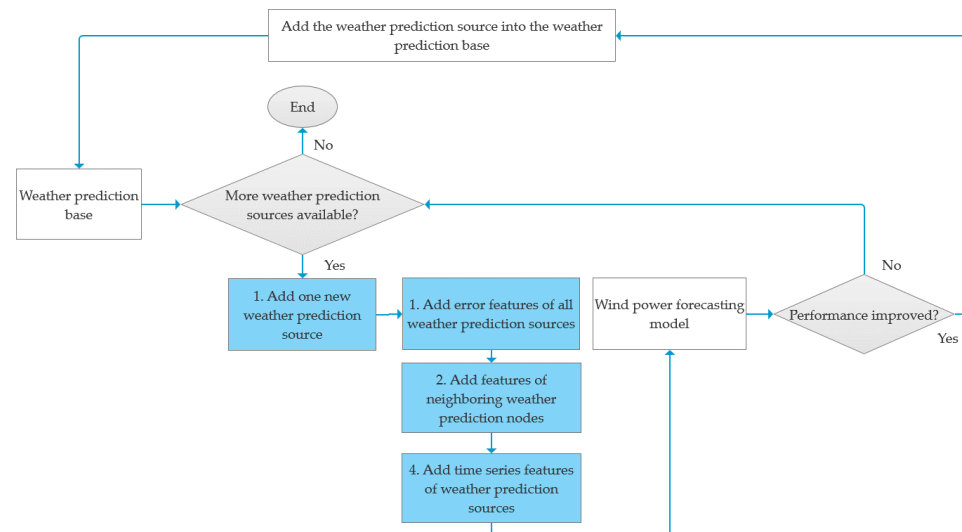 Add the weather prediction source into the weather
prediction base
End
No
Weather prediction
base
More weather prediction
sources available?
Yes
1. Add one new
weather prediction
source
1. Add error features of all
weather prediction sources
2. Add features of
neighboring weather
prediction nodes
4. Add time series features
of weather prediction
sources
Wind power forecasting
model
No
Performance improved?
Yes